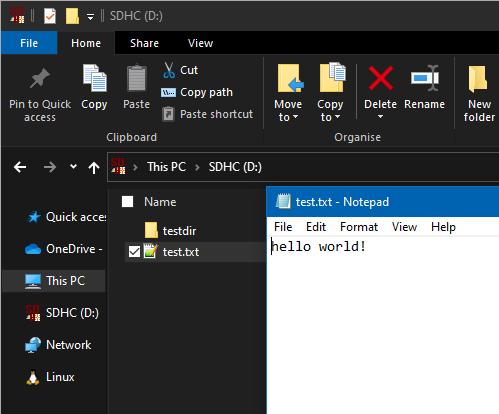 SDHC (D:)
File Home Share View
Pin to Quick access
Copy
Paste
Cut
Copy path
Paste shortcut
Move to
Copy to
Delete
Rename
New folder
Clipboard
Organise
This PC > SDHC (D:)
Name
testdir
test.txt
Quick acces
OneDrive -
This PC
SDHC (D:)
Network
Linux
test.txt - Notepad
File Edit Format View Help
hello world!